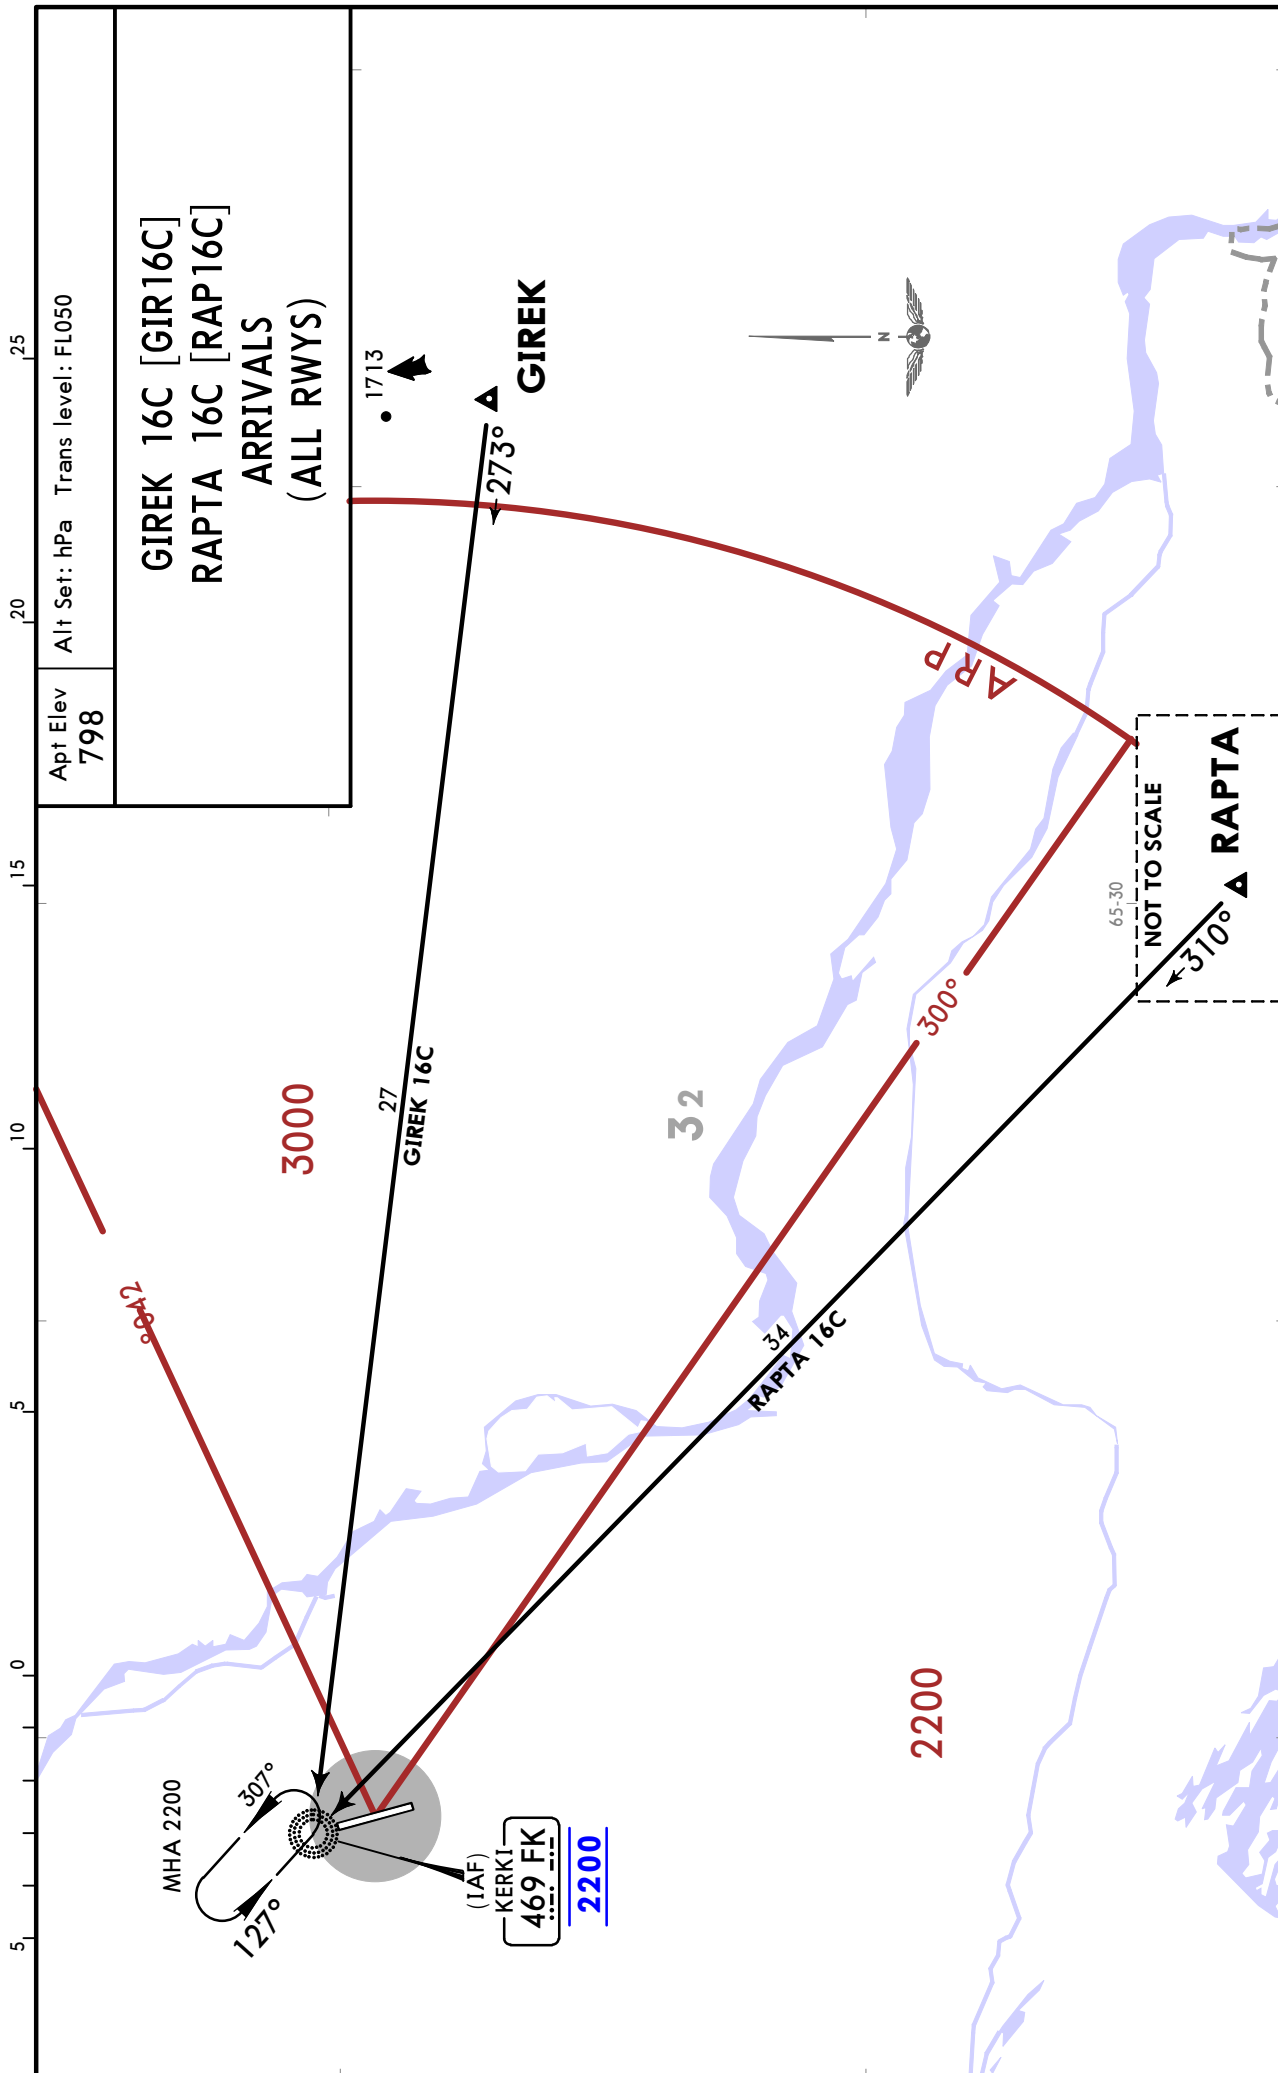 Apt Elev
798
Alt Set: hPa Trans level: FL050
GIREK 16C [GIR16C]
RAPTA 16C [RAP16C]
ARRIVALS
(ALL RWYS)
5
0
5
10
15
20
25
1713
GIREK
273°
27
GIREK 16C
3000
042°
MHA 2200
307°
127°
(IAF)
KERKI
469 FK
2200
ARP
N
32
300°
34
RAPTA 16C
2200
65-30
NOT TO SCALE
RAPTA
310°